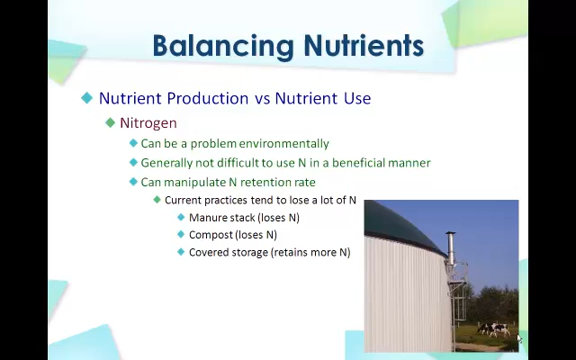 Balancing Nutrients
Nutrient Production vs Nutrient Use
Nitrogen
Can be a problem environmentally
Generally not difficult to use N in a beneficial manner
Can manipulate N retention rate
Current practices tend to lose a lot of N
Manure stack (loses N)
Compost (loses N)
Covered storage (retains more N)